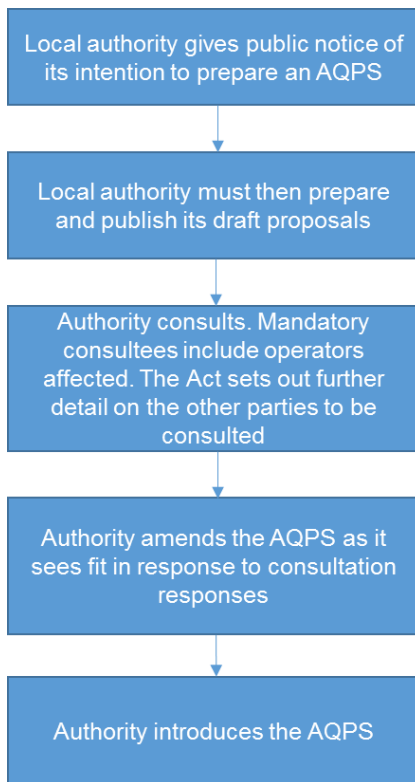 Local authority gives public notice of
its intention to prepare an AQPS
Local authority must then prepare
and publish its draft proposals
Authority consults. Mandatory
consultees include operators
affected. The Act sets out further
detail on the other parties to be
consulted
Authority amends the AQPS as it
sees fit in response to consultation
responses
Authority introduces the AQPS